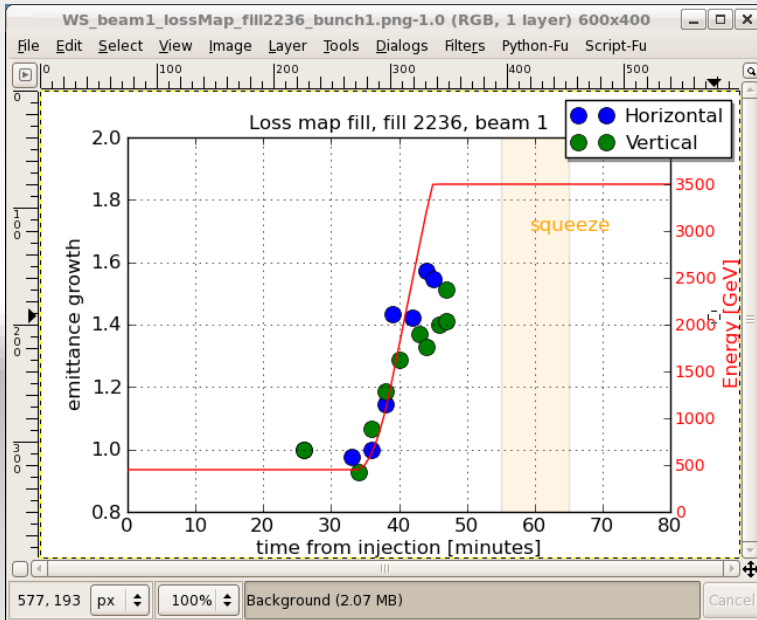 WS_beam1_lossMap_fill2236_bunch1.png-1.0 (RGB, 1 layer) 600x400
File Edit Select View Image Layer Tools Dialogs Filters Python-Fu Script-Fu
0 100 200 300 400 500
0
100
200
300
Loss map fill, fill 2236, beam 1
Horizontal
Vertical
2.0
1.8
1.6
1.4
1.2
1.0
0.8
emittance growth
squeeze
3500
3000
2500
2000
1500
1000
500
0
Energy [GeV]
0 10 20 30 40 50 60 70 80
time from injection [minutes]
577, 193 px 100% Background (2.07 MB) Cancel